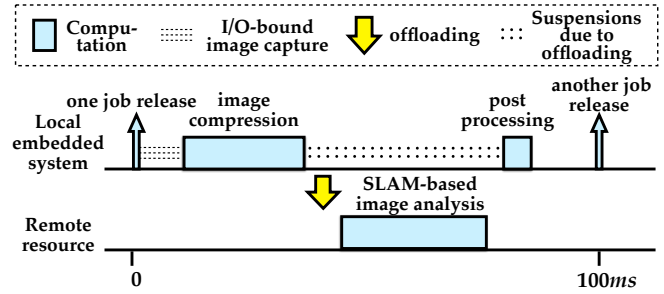 Compu-
tation
I/O-bound
image capture
offloading
Suspensions
due to
offloading
one job release
image
compression
post
processing
another job
release
Local
embedded
system
SLAM-based
image analysis
Remote
resource
0
100ms